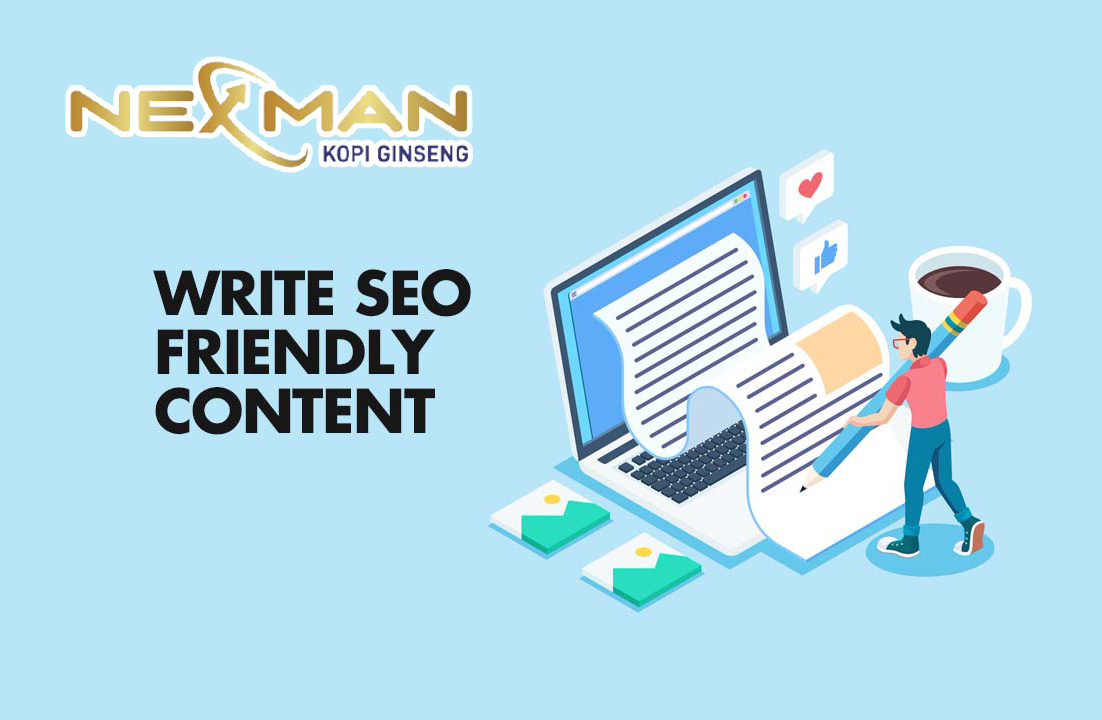 NEXMAN
KOPI GINSENG
WRITE SEO
FRIENDLY
CONTENT